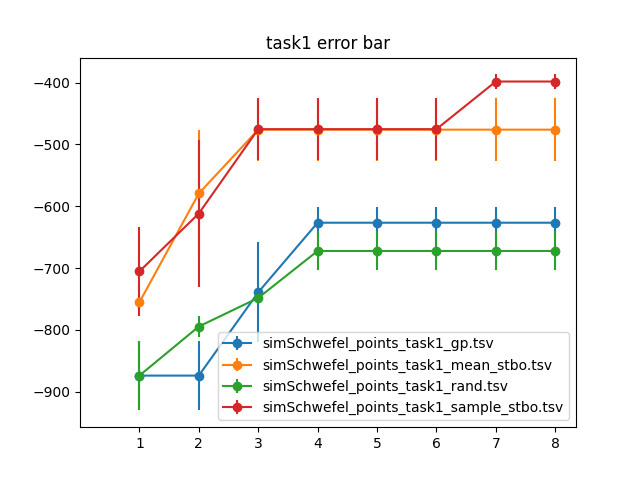 task1 error bar
−400
−500
−600
−700
−800
−900
simSchwefel_points_task1_gp.tsv
simSchwefel_points_task1_mean_stbo.tsv
simSchwefel_points_task1_rand.tsv
simSchwefel_points_task1_sample_stbo.tsv
1 2 3 4 5 6 7 8